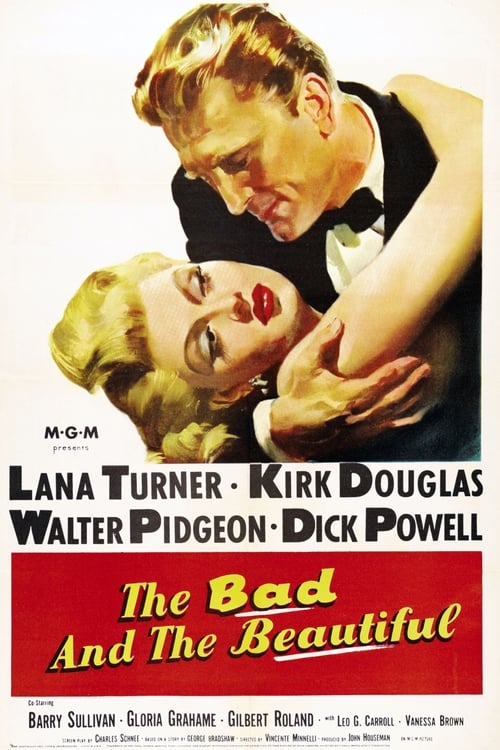 M·G·M
presents
LANA TURNER · KIRK DOUGLAS
WALTER PIDGEON · DICK POWELL
The Bad
And The Beautiful
Co-Starring
BARRY SULLIVAN · GLORIA GRAHAME · GILBERT ROLAND · with LEO G. CARROLL · VANESSA BROWN
SCREEN PLAY BY CHARLES SCHNEE · BASED ON A STORY BY GEORGE BRADSHAW · DIRECTED BY VINCENTE MINNELLI · PRODUCED BY JOHN HOUSEMAN · AN M-G-M PICTURE